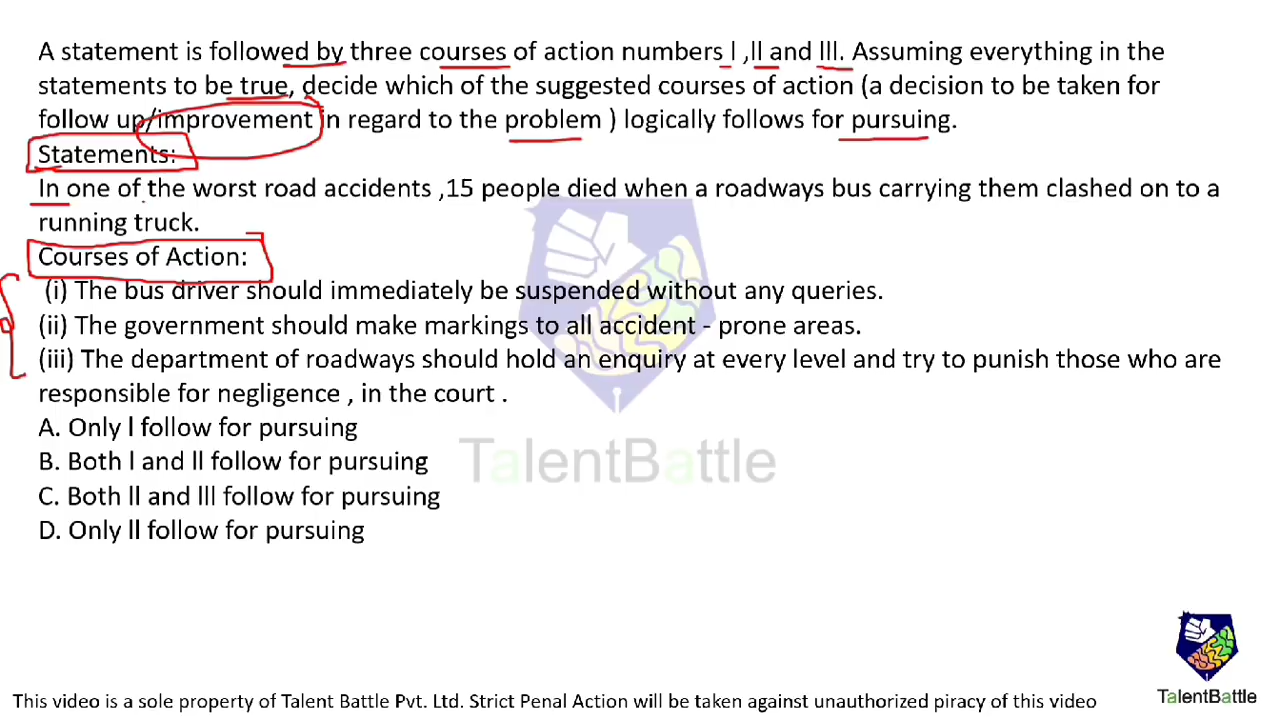 A statement is followed by three courses of action numbers l ,ll and lll. Assuming everything in the
statements to be true, decide which of the suggested courses of action (a decision to be taken for
follow up/improvement in regard to the problem ) logically follows for pursuing.
Statements:
In one of the worst road accidents ,15 people died when a roadways bus carrying them clashed on to a
running truck.
Courses of Action:
(i) The bus driver should immediately be suspended without any queries.
(ii) The government should make markings to all accident - prone areas.
(iii) The department of roadways should hold an enquiry at every level and try to punish those who are
responsible for negligence , in the court .
A. Only l follow for pursuing
B. Both l and ll follow for pursuing
C. Both ll and lll follow for pursuing
D. Only ll follow for pursuing
TalentBattle
TalentBattle
This video is a sole property of Talent Battle Pvt. Ltd. Strict Penal Action will be taken against unauthorized piracy of this video